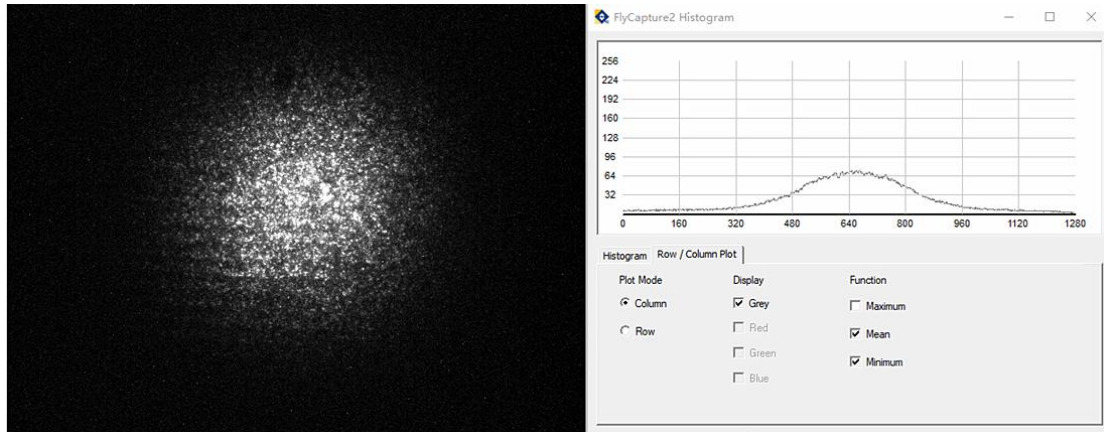 FlyCapture2 Histogram
256
224
192
160
128
96
64
32
0 160 320 480 640 800 960 1120 1280
Histogram Row / Column Plot
Plot Mode Display Function
Column Grey Maximum
Row Red Mean
Green Minimum
Blue